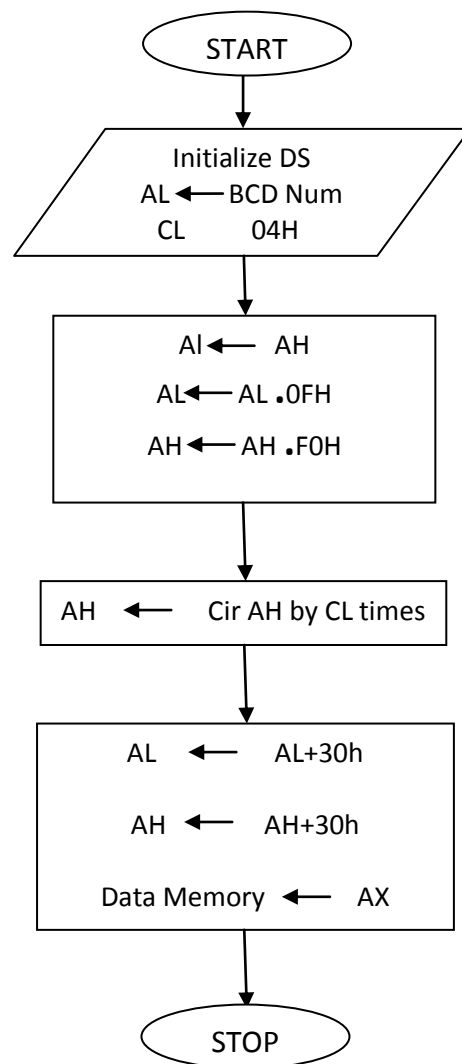 START
Initialize DS
AL ← BCD Num
CL 04H
Al ← AH
AL ← AL .0FH
AH ← AH .F0H
AH ← Cir AH by CL times
AL ← AL+30h
AH ← AH+30h
Data Memory ← AX
STOP